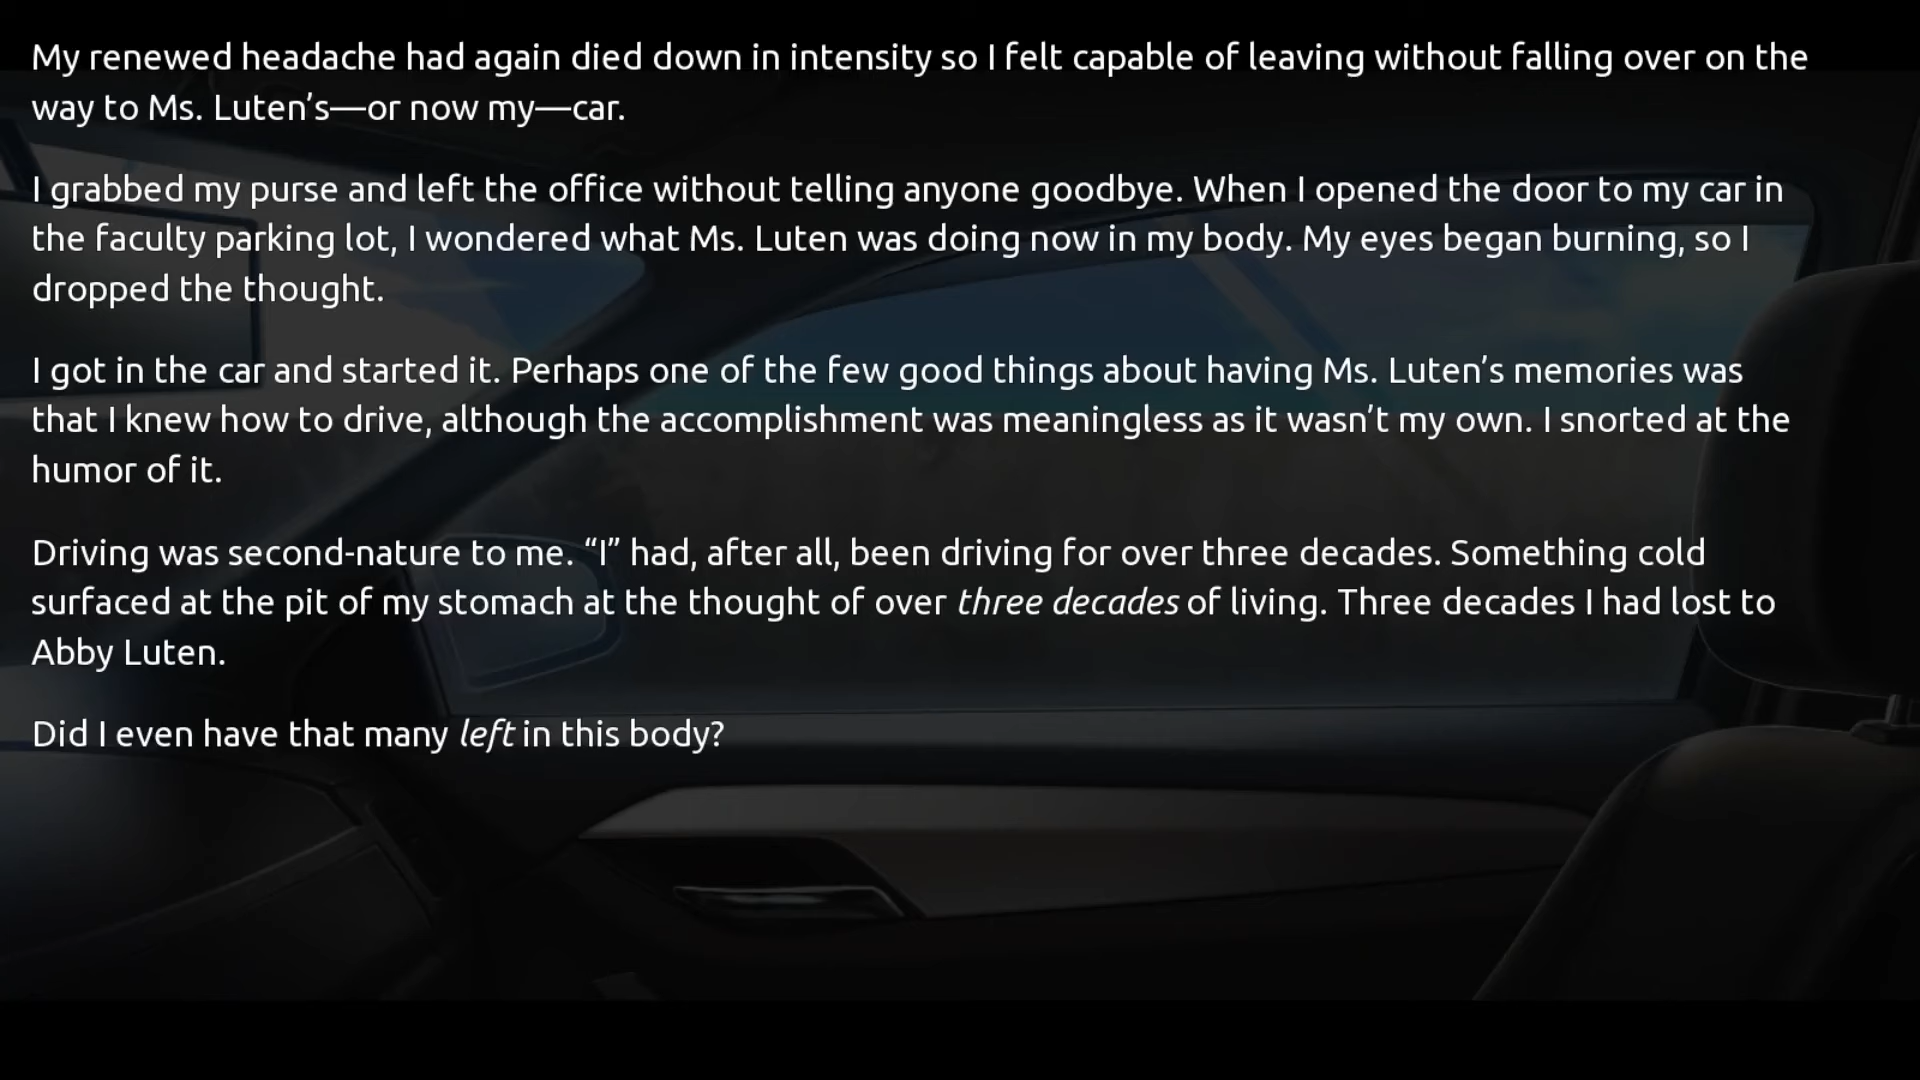 My renewed headache had again died down in intensity so I felt capable of leaving without falling over on the
way to Ms. Luten’s—or now my—car.
I grabbed my purse and left the office without telling anyone goodbye. When I opened the door to my car in
the faculty parking lot, I wondered what Ms. Luten was doing now in my body. My eyes began burning, so I
dropped the thought.
I got in the car and started it. Perhaps one of the few good things about having Ms. Luten’s memories was
that I knew how to drive, although the accomplishment was meaningless as it wasn’t my own. I snorted at the
humor of it.
Driving was second-nature to me. “I” had, after all, been driving for over three decades. Something cold
surfaced at the pit of my stomach at the thought of over three decades of living. Three decades I had lost to
Abby Luten.
Did I even have that many left in this body?